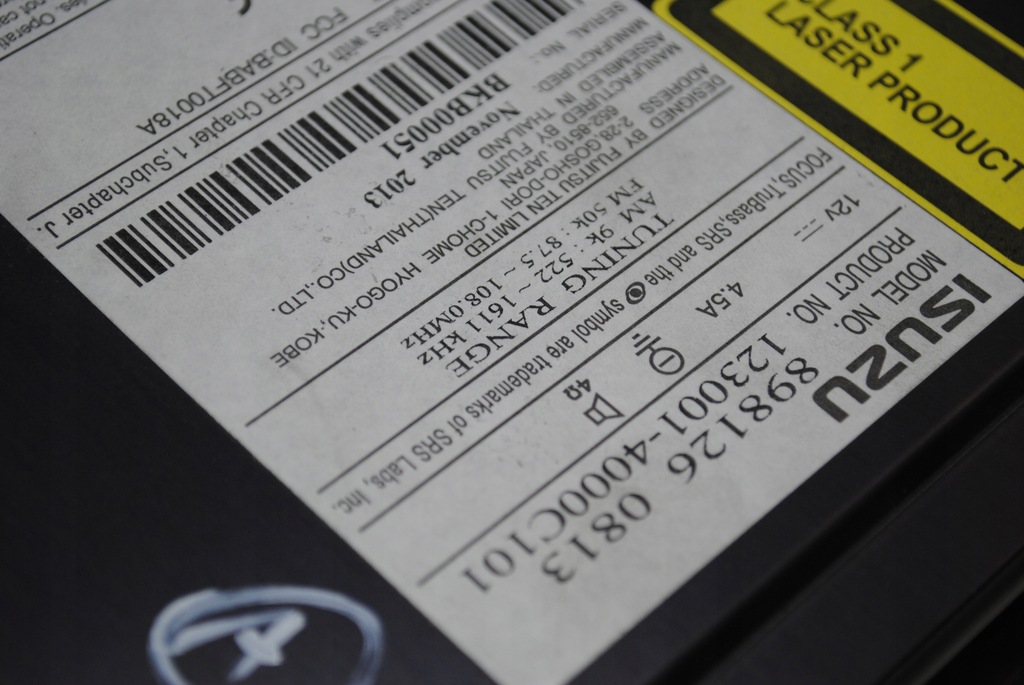 CLASS 1
LASER PRODUCT
ISUZU
MODEL NO. 898126 0813
PRODUCT NO. 123001-4000C101
12V 4.5A 4Ω
FOCUS,TruBass,SRS and the symbol are trademarks of SRS Labs, Inc.
TUNING RANGE
AM 9k : 522 ~ 1611 kHz
FM 50k : 87.5 ~ 108.0MHz
DESIGNED BY FUJITSU TEN LIMITED
ADDRESS 2-28, GOSHO-DORI 1-CHOME HYOGO-KU,KOBE
652-8510, JAPAN
MANUFACTURED BY FUJITSU TEN(THAILAND)CO.,LTD.
ASSEMBLED IN THAILAND
MANUFACTURED: November 2013
SERIAL No.: BKB00051
complies with 21 CFR Chapter 1,Subchapter J.
FCC ID:BABFT0018A
A